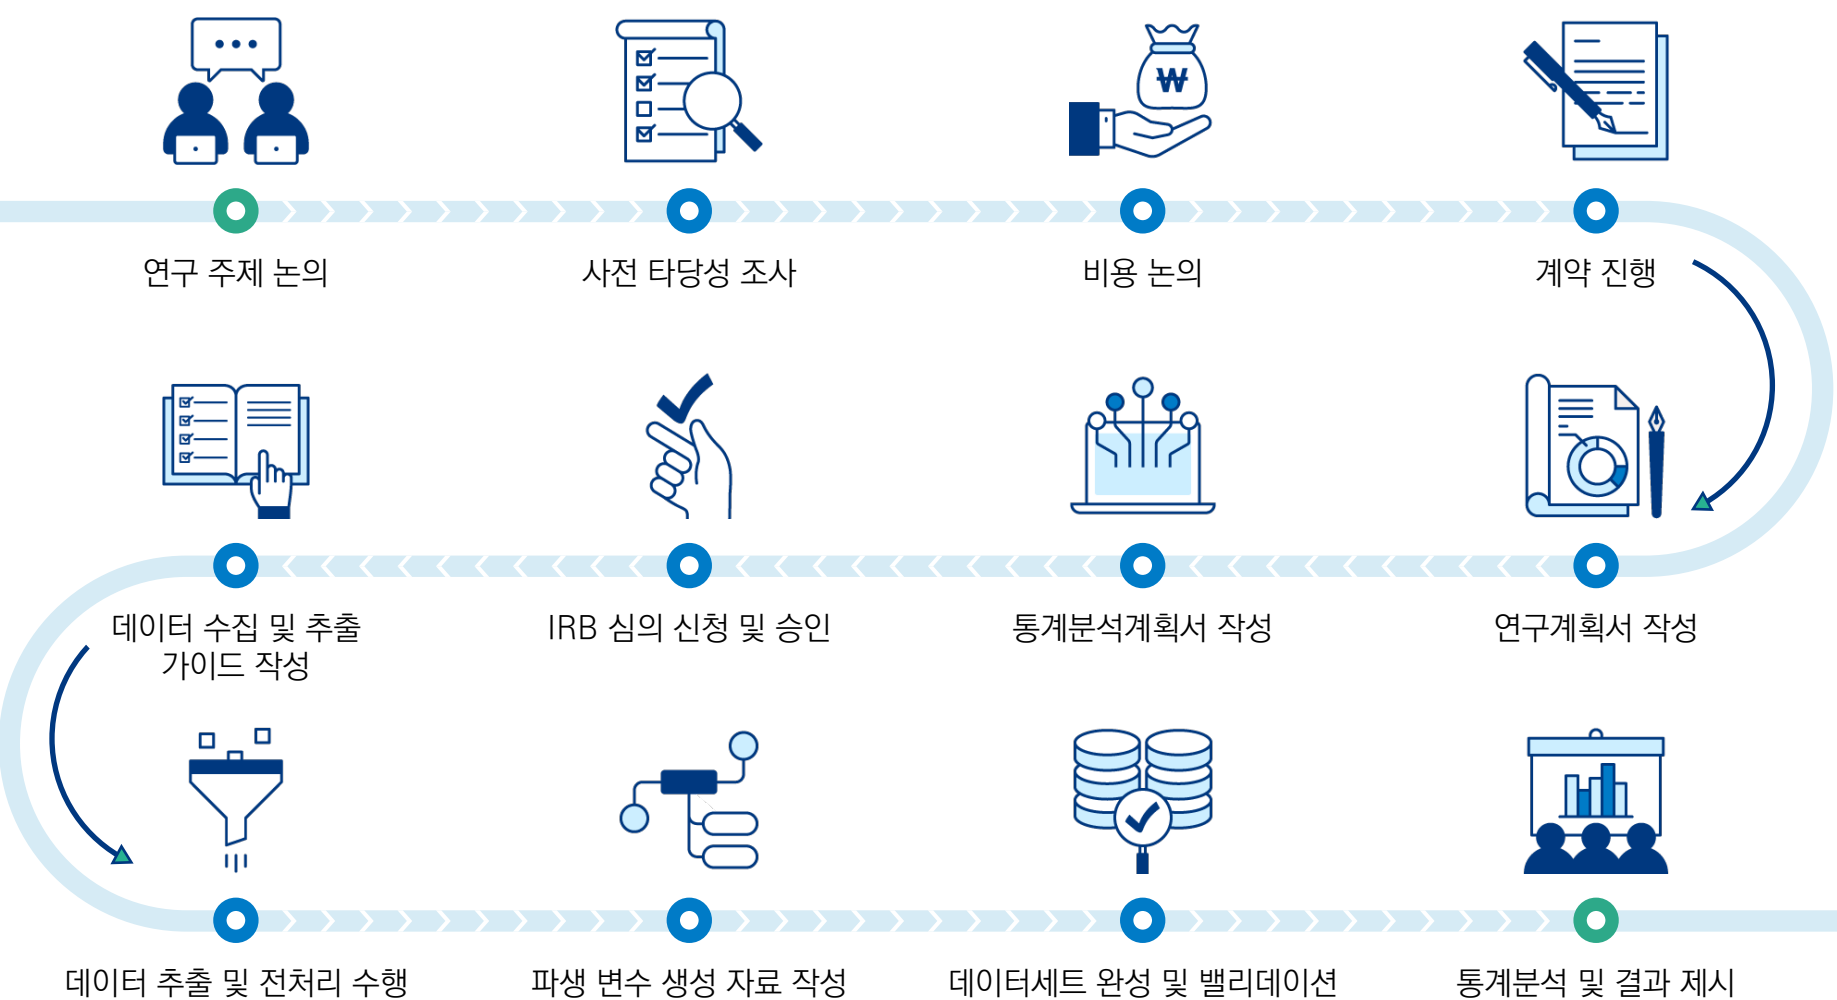 연구 주제 논의
사전 타당성 조사
비용 논의
계약 진행
연구계획서 작성
통계분석계획서 작성
IRB 심의 신청 및 승인
데이터 수집 및 추출
가이드 작성
데이터 추출 및 전처리 수행
파생 변수 생성 자료 작성
데이터세트 완성 및 밸리데이션
통계분석 및 결과 제시